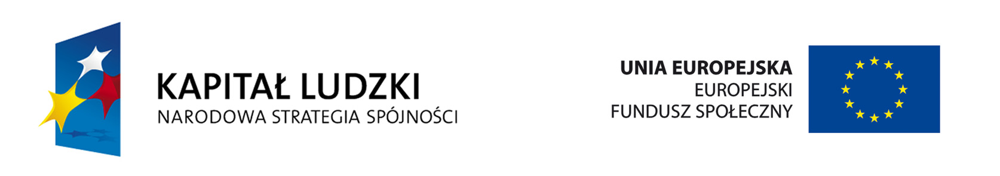 KAPITAŁ LUDZKI
NARODOWA STRATEGIA SPÓJNOŚCI
UNIA EUROPEJSKA
EUROPEJSKI
FUNDUSZ SPOŁECZNY